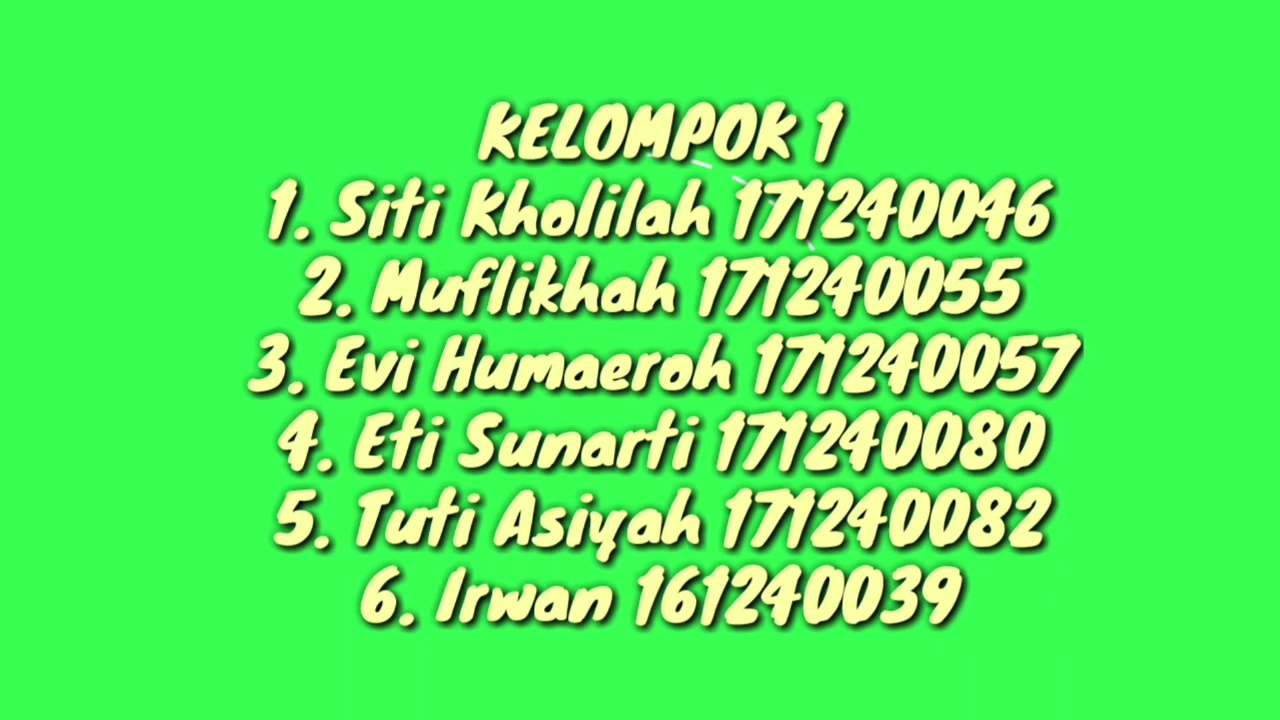 KELOMPOK 1
1. Siti Kholilah 171240046
2. Muflikhah 171240055
3. Evi Humaeroh 171240057
4. Eti Sunarti 171240080
5. Tuti Asiyah 171240082
6. Irwan 161240039